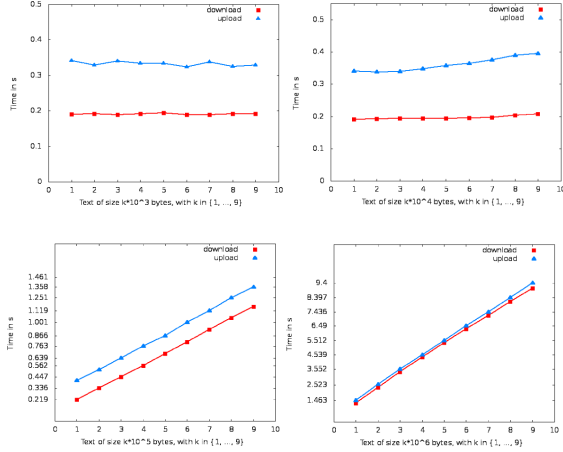 0.5
download
upload
0.4
0.3
Time in s
0.2
0.1
0
0 1 2 3 4 5 6 7 8 9 10
Text of size k*10^3 bytes, with k in {1, ..., 9}
0.5
download
upload
0.4
0.3
Time in s
0.2
0.1
0
0 1 2 3 4 5 6 7 8 9 10
Text of size k*10^4 bytes, with k in {1, ..., 9}
download
upload
1.461
1.358
1.251
1.119
1.001
Time in s
0.866
0.763
0.639
0.562
0.447
0.336
0.219
0 1 2 3 4 5 6 7 8 9 10
Text of size k*10^5 bytes, with k in {1, ..., 9}
download
upload
9.4
8.397
7.436
6.49
Time in s
5.512
4.539
3.552
2.523
1.463
0 1 2 3 4 5 6 7 8 9 10
Text of size k*10^6 bytes, with k in {1, ..., 9}